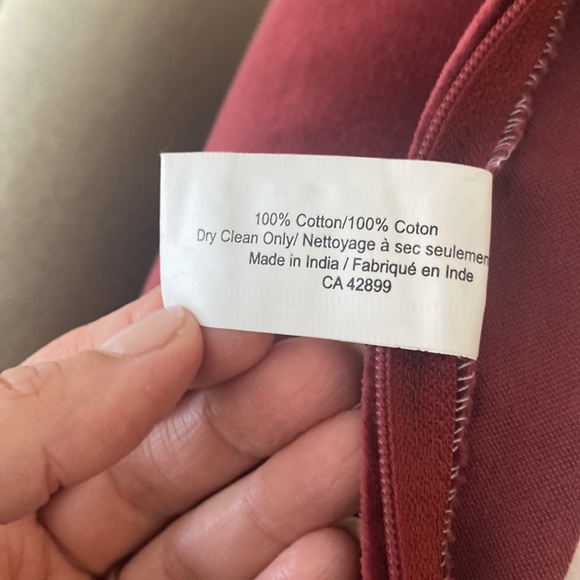 100% Cotton/100% Coton
Dry Clean Only/ Nettoyage à sec seulemen
Made in India / Fabriqué en Inde
CA 42899